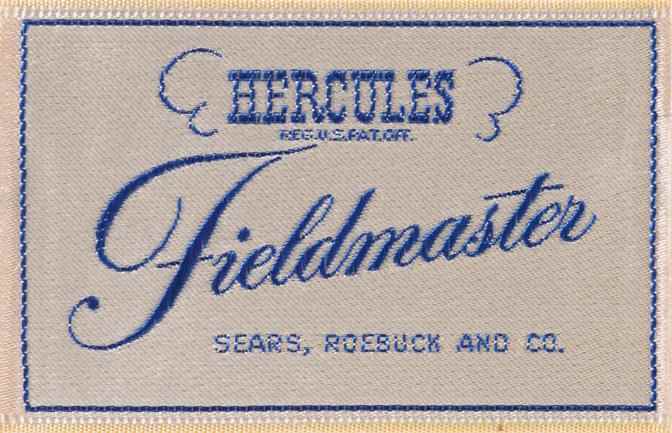 HERCULES
REG.U.S.PAT.OFF.
Fieldmaster
SEARS, ROEBUCK AND CO.